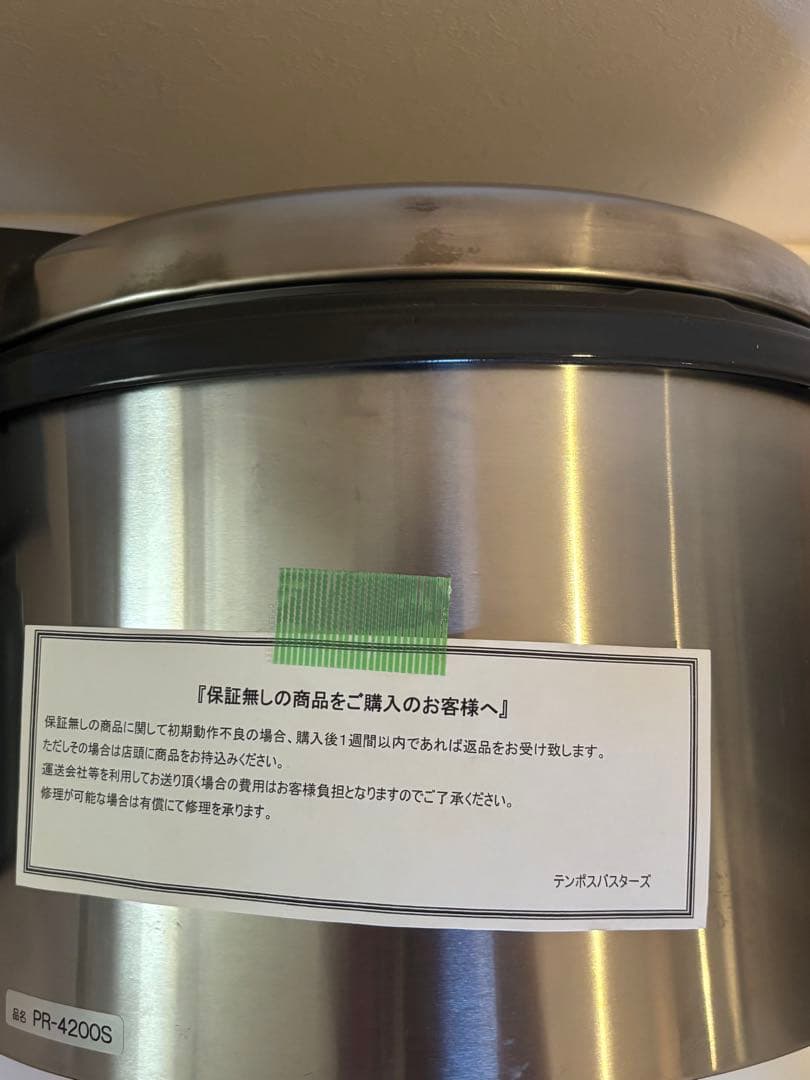 『保証無しの商品をご購入のお客様へ』
保証無しの商品に関して初期動作不良の場合、購入後1週間以内であれば返品をお受け致します。
ただしその場合は店頭に商品をお持込みください。
運送会社等を利用してお送り頂く場合の費用はお客様負担となりますのでご了承ください。
修理が可能な場合は有償にて修理を承ります。
テンポスバスターズ
品名 PR-4200S